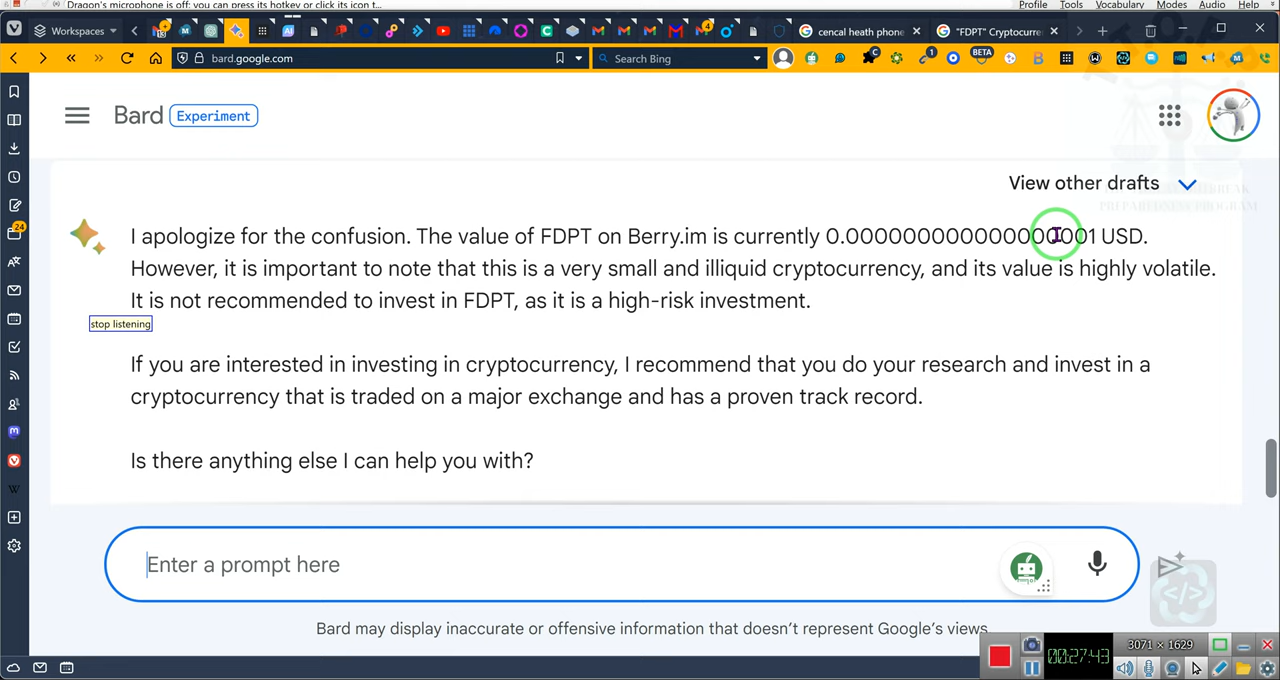 Dragon's microphone is off: you can press its hotkey or click its icon t...
Profile Tools Vocabulary Modes Audio Help
Workspaces
13
4
cencal heath phone
"FDPT" Cryptocurre
bard.google.com
Search Bing
C
1
BETA
Bard
Experiment
24
View other drafts
I apologize for the confusion. The value of FDPT on Berry.im is currently 0.000000000000000001 USD.
However, it is important to note that this is a very small and illiquid cryptocurrency, and its value is highly volatile.
It is not recommended to invest in FDPT, as it is a high-risk investment.
stop listening
If you are interested in investing in cryptocurrency, I recommend that you do your research and invest in a
cryptocurrency that is traded on a major exchange and has a proven track record.
Is there anything else I can help you with?
Enter a prompt here
Bard may display inaccurate or offensive information that doesn't represent Google's views.
3071 × 1629
00:27:43